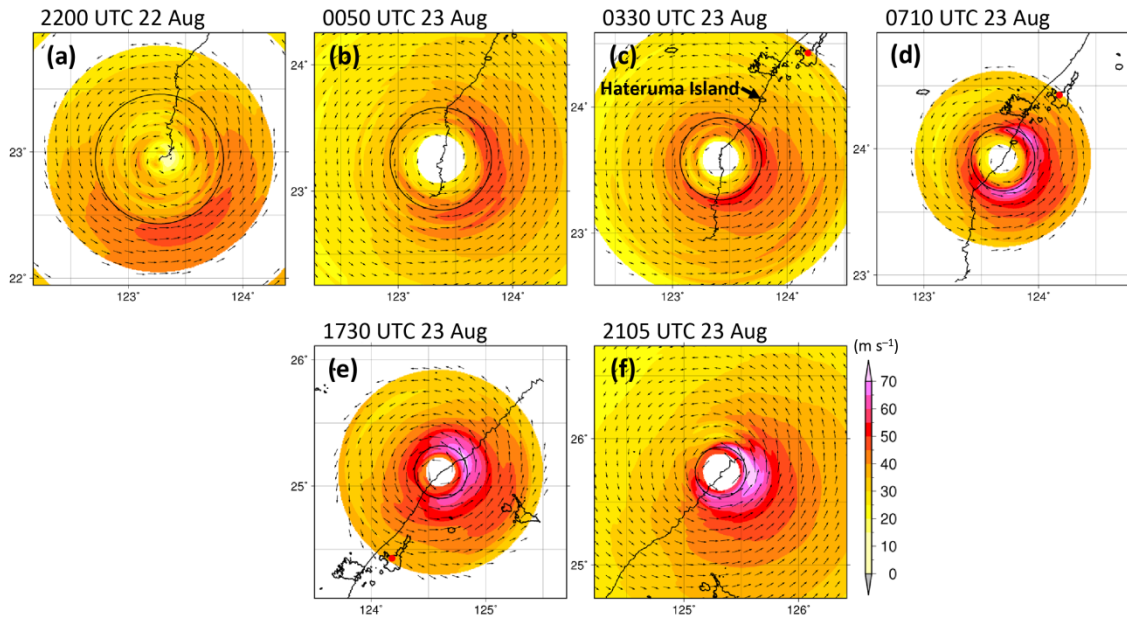 2200 UTC 22 Aug
0050 UTC 23 Aug
0330 UTC 23 Aug
0710 UTC 23 Aug
(a)
(b)
(c)
(d)
Hateruma Island
23˚
22˚
24˚
23˚
24˚
23˚
24˚
23˚
123˚
124˚
123˚
124˚
123˚
124˚
123˚
124˚
1730 UTC 23 Aug
2105 UTC 23 Aug
(e)
(f)
26˚
25˚
26˚
25˚
124˚
125˚
125˚
126˚
(m s⁻¹)
70
60
50
40
30
20
10
0